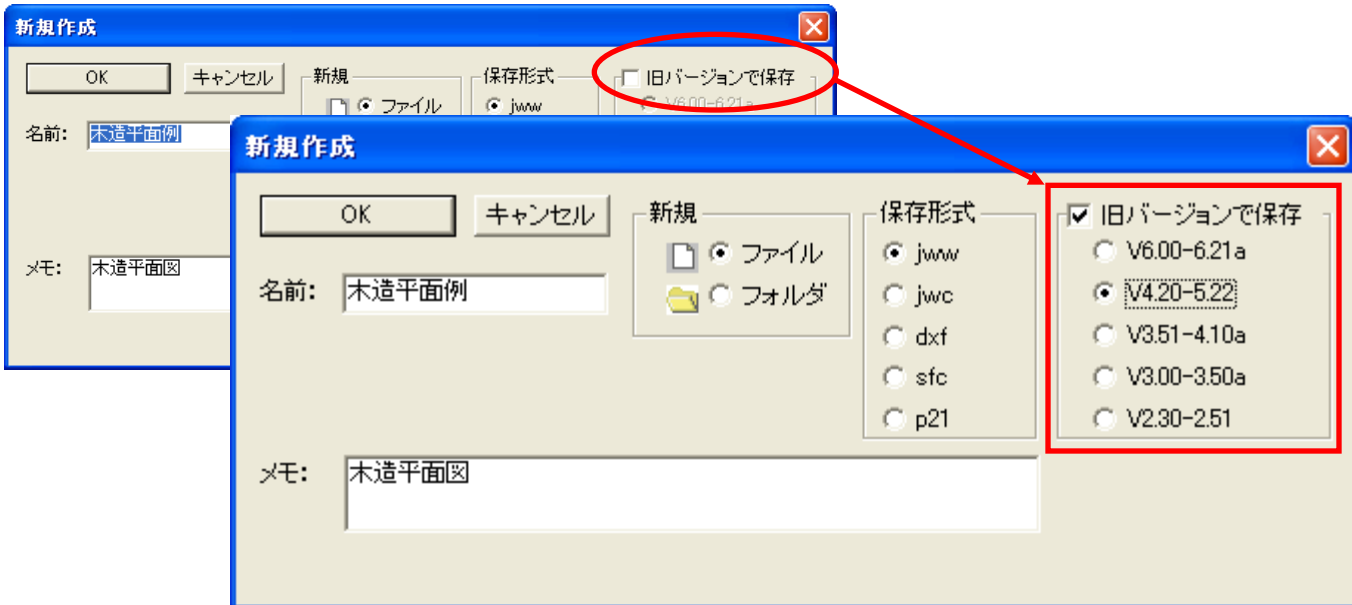 新規作成
OK
キャンセル
新規
ファイル
保存形式
jww
旧バージョンで保存
V6.00-6.21a
名前:
木造平面例
メモ:
木造平面図
新規作成
OK
キャンセル
新規
ファイル
フォルダ
保存形式
jww
jwc
dxf
sfc
p21
旧バージョンで保存
V6.00-6.21a
V4.20-5.22
V3.51-4.10a
V3.00-3.50a
V2.30-2.51
名前:
木造平面例
メモ:
木造平面図